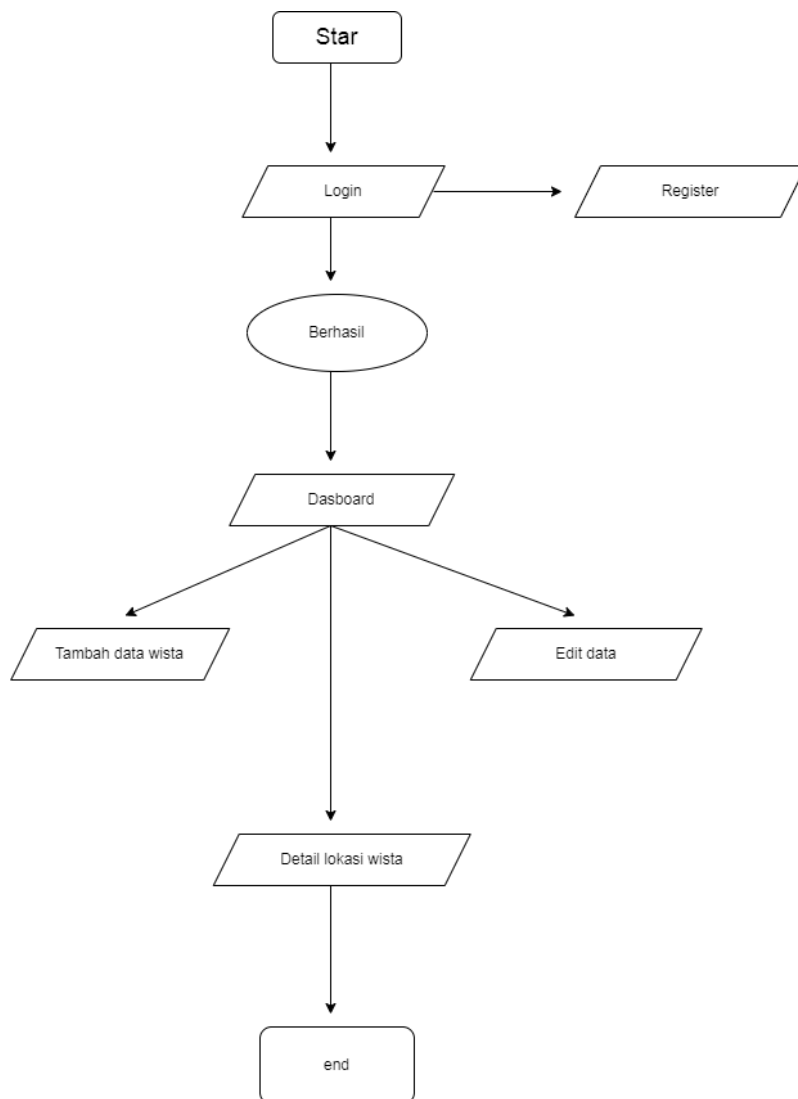 Star
Login
Register
Berhasil
Dasboard
Tambah data wista
Edit data
Detail lokasi wista
end